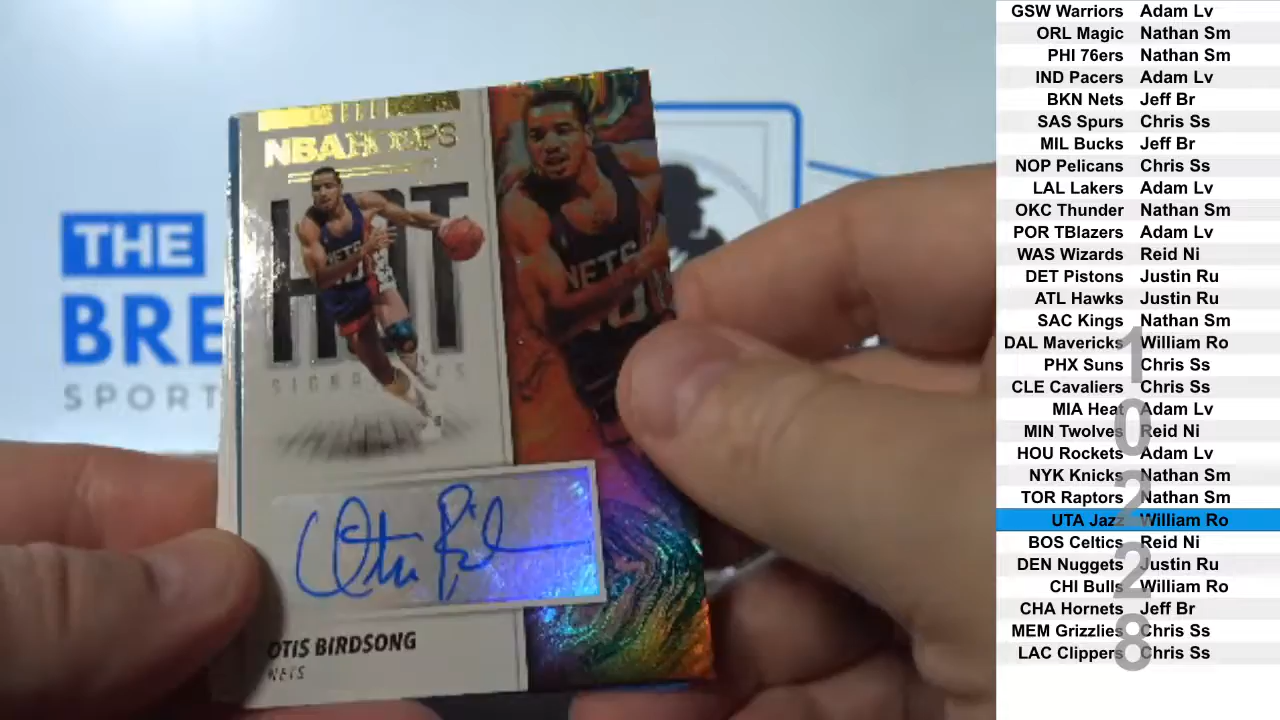 THE
BRE
SPORT
NBA HOOPS
HOT
SIGNATURES
NETS
NETS
Otis Birdsong
OTIS BIRDSONG
NETS
GSW Warriors Adam Lv
ORL Magic Nathan Sm
PHI 76ers Nathan Sm
IND Pacers Adam Lv
BKN Nets Jeff Br
SAS Spurs Chris Ss
MIL Bucks Jeff Br
NOP Pelicans Chris Ss
LAL Lakers Adam Lv
OKC Thunder Nathan Sm
POR TBlazers Adam Lv
WAS Wizards Reid Ni
DET Pistons Justin Ru
ATL Hawks Justin Ru
SAC Kings Nathan Sm
DAL Mavericks William Ro
PHX Suns Chris Ss
CLE Cavaliers Chris Ss
MIA Heat Adam Lv
MIN Twolves Reid Ni
HOU Rockets Adam Lv
NYK Knicks Nathan Sm
TOR Raptors Nathan Sm
UTA Jazz William Ro
BOS Celtics Reid Ni
DEN Nuggets Justin Ru
CHI Bulls William Ro
CHA Hornets Jeff Br
MEM Grizzlies Chris Ss
LAC Clippers Chris Ss
10228